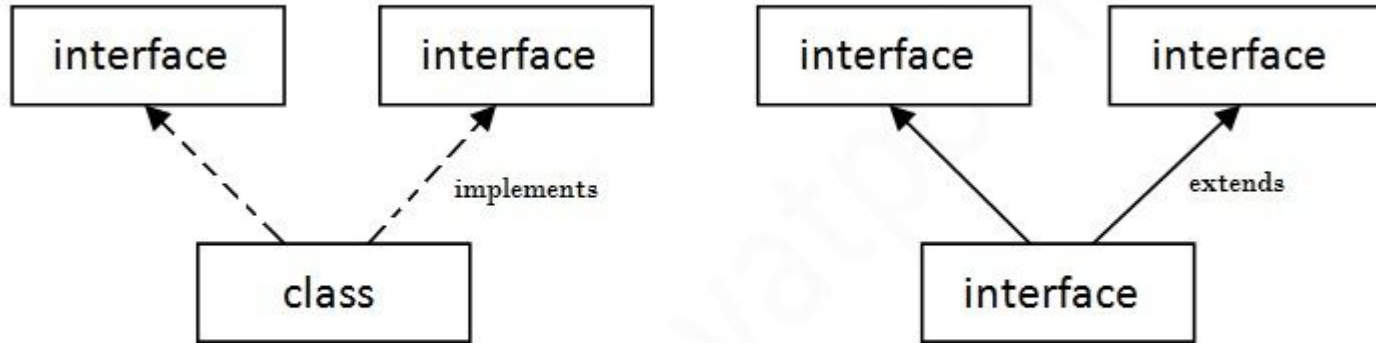 interface interface interface interface
implements extends
class interface